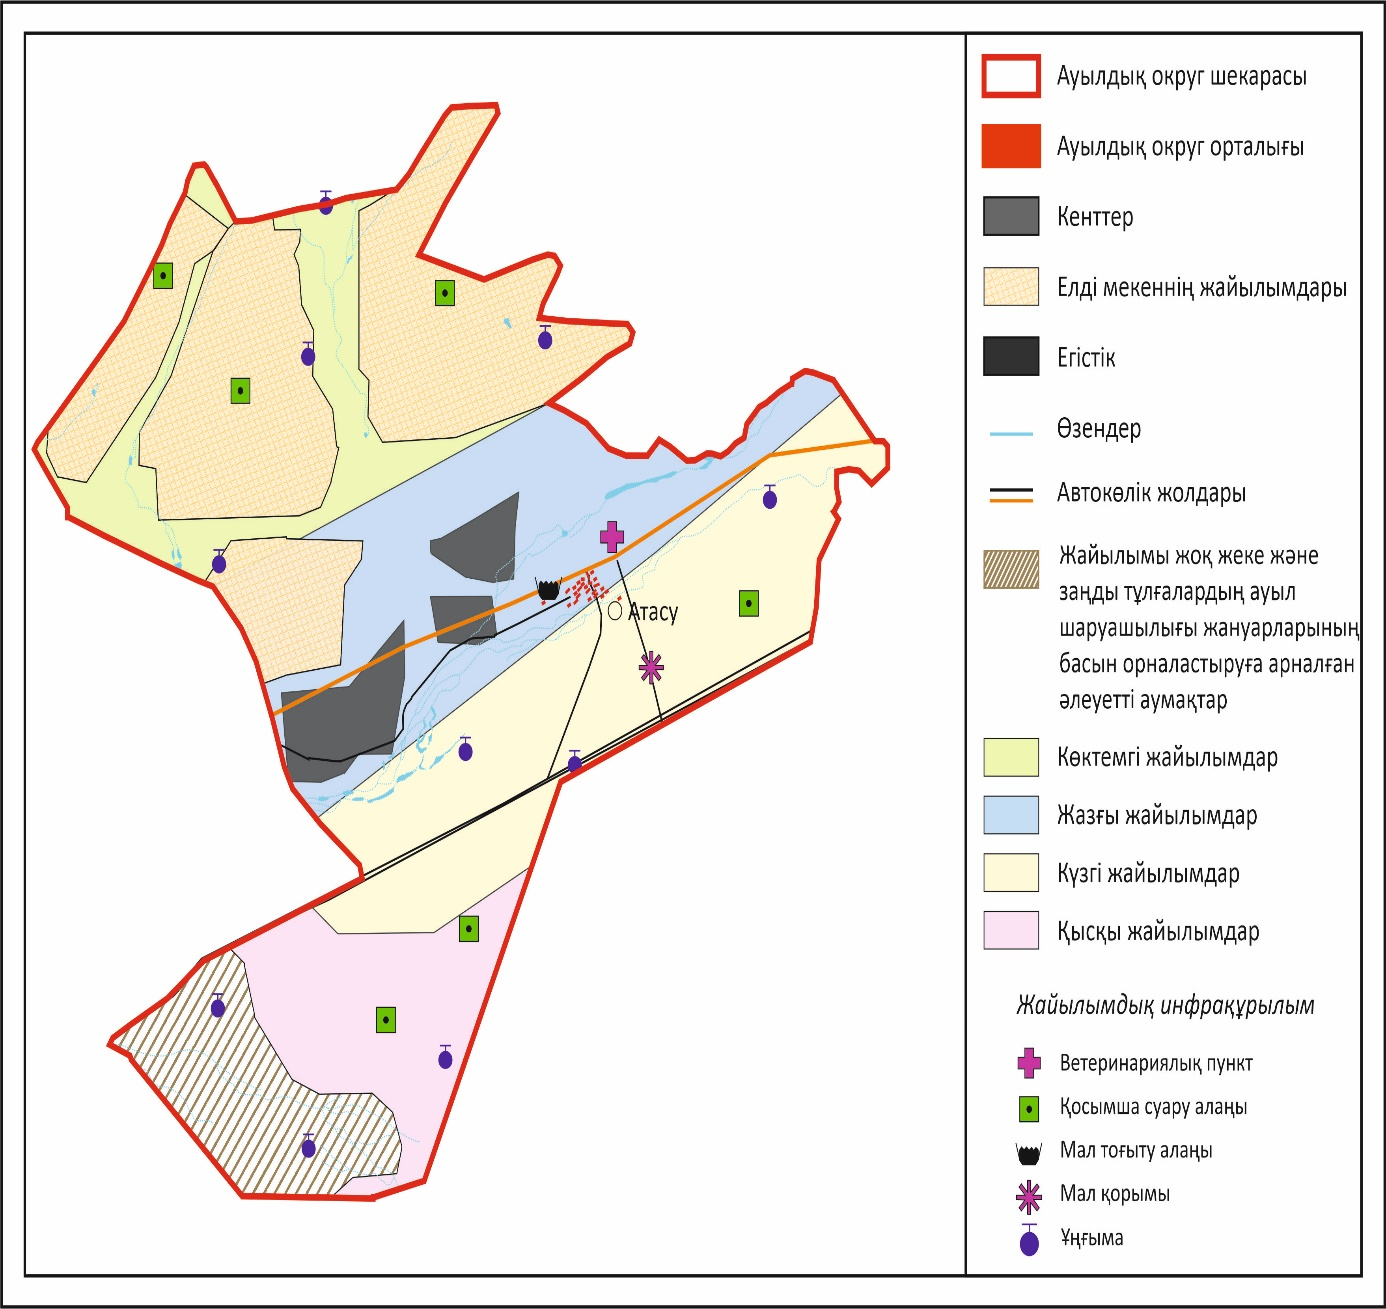 Атасу
Ауылдық округ шекарасы
Ауылдық округ орталығы
Кенттер
Елді мекеннің жайылымдары
Егістік
Өзендер
Автокөлік жолдары
Жайылымы жоқ жеке және
заңды тұлғалардың ауыл
шаруашылығы жануарларының
басын орналастыруға арналған
әлеуетті аумақтар
Көктемгі жайылымдар
Жазғы жайылымдар
Күзгі жайылымдар
Қысқы жайылымдар
Жайылымдық инфрақұрылым
Ветеринариялық пункт
Қосымша суару алаңы
Мал тоғыту алаңы
Мал қорымы
Ұңғыма